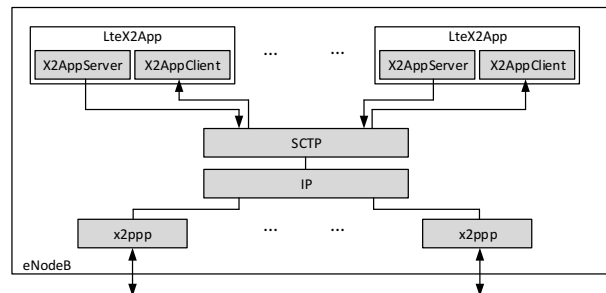 LteX2App ... ... LteX2App
X2AppServer X2AppClient X2AppServer X2AppClient
SCTP
IP
x2ppp ... ... x2ppp
eNodeB